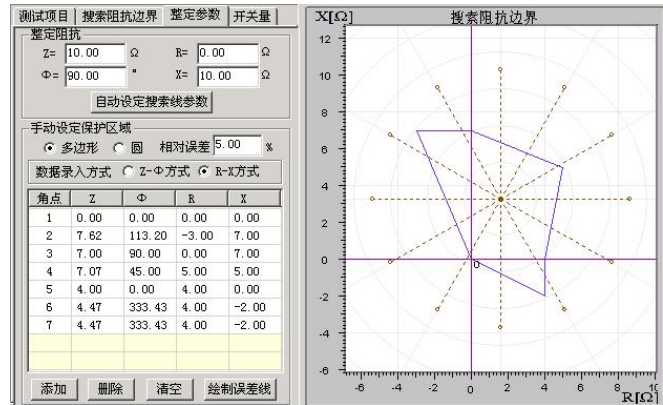 测试项目 搜索阻抗边界 整定参数 开关量
整定阻抗
Z= 10.00 Ω R= 0.00 Ω
Φ= 90.00 ° X= 10.00 Ω
自动设定搜索线参数
手动设定保护区域
多边形 圆 相对误差 5.00 %
数据录入方式 Z-Φ方式 R-X方式
角点 Z Φ R X
1 0.00 0.00 0.00 0.00
2 7.62 113.20 -3.00 7.00
3 7.00 90.00 0.00 7.00
4 7.07 45.00 5.00 5.00
5 4.00 0.00 4.00 0.00
6 4.47 333.43 4.00 -2.00
7 4.47 333.43 4.00 -2.00
添加 删除 清空 绘制误差线
X[Ω] 搜索阻抗边界
12
10
8
6
4
2
0
0
-2
-4
-6
-6 -4 -2 0 2 4 6 8 10
R[Ω]